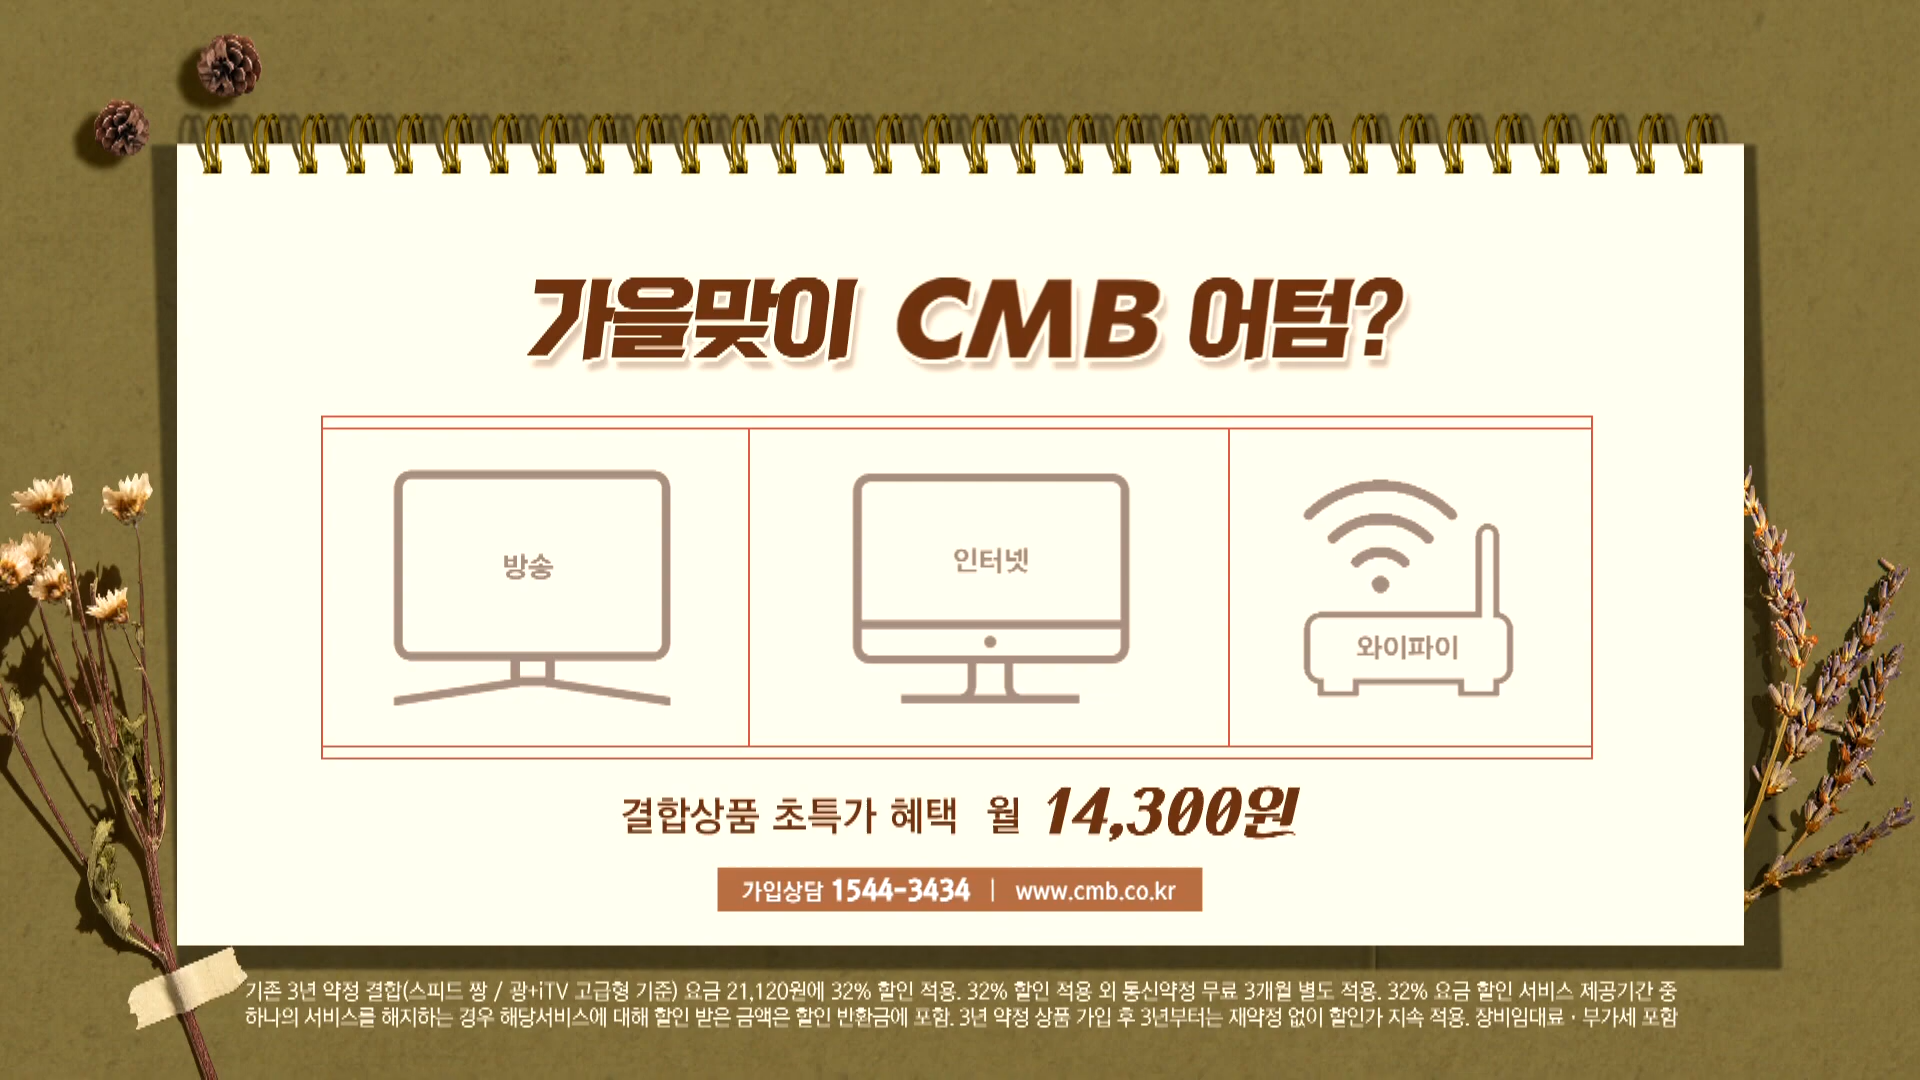 가을맞이 CMB 어텀?
방송
인터넷
와이파이
결합상품 초특가 혜택 월 14,300원
가입상담 1544-3434 | www.cmb.co.kr
기존 3년 약정 결합(스피드 짱 / 광+iTV 고급형 기준) 요금 21,120원에 32% 할인 적용. 32% 할인 적용 외 통신약정 무료 3개월 별도 적용. 32% 요금 할인 서비스 제공기간 중
하나의 서비스를 해지하는 경우 해당서비스에 대해 할인 받은 금액은 할인 반환금에 포함. 3년 약정 상품 가입 후 3년부터는 재약정 없이 할인가 지속 적용. 장비임대료 · 부가세 포함